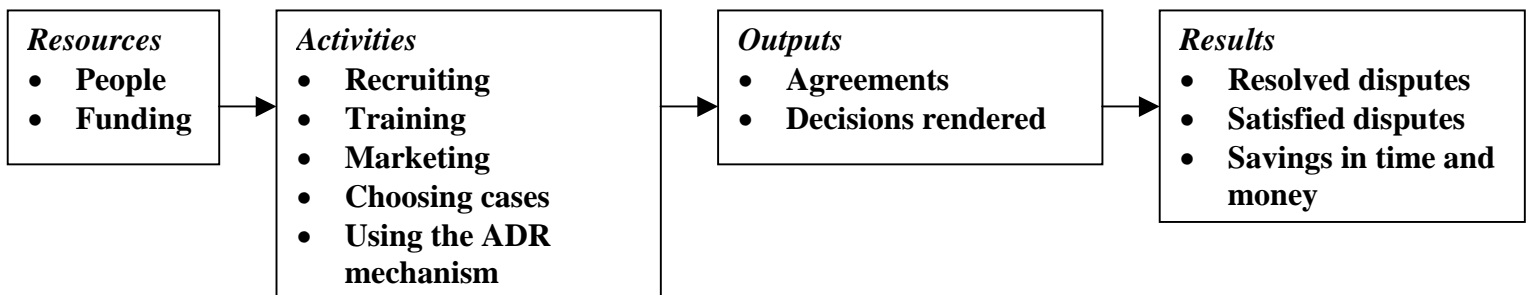 Resources
• People
• Funding
Activities
• Recruiting
• Training
• Marketing
• Choosing cases
• Using the ADR
mechanism
Outputs
• Agreements
• Decisions rendered
Results
• Resolved disputes
• Satisfied disputes
• Savings in time and
money